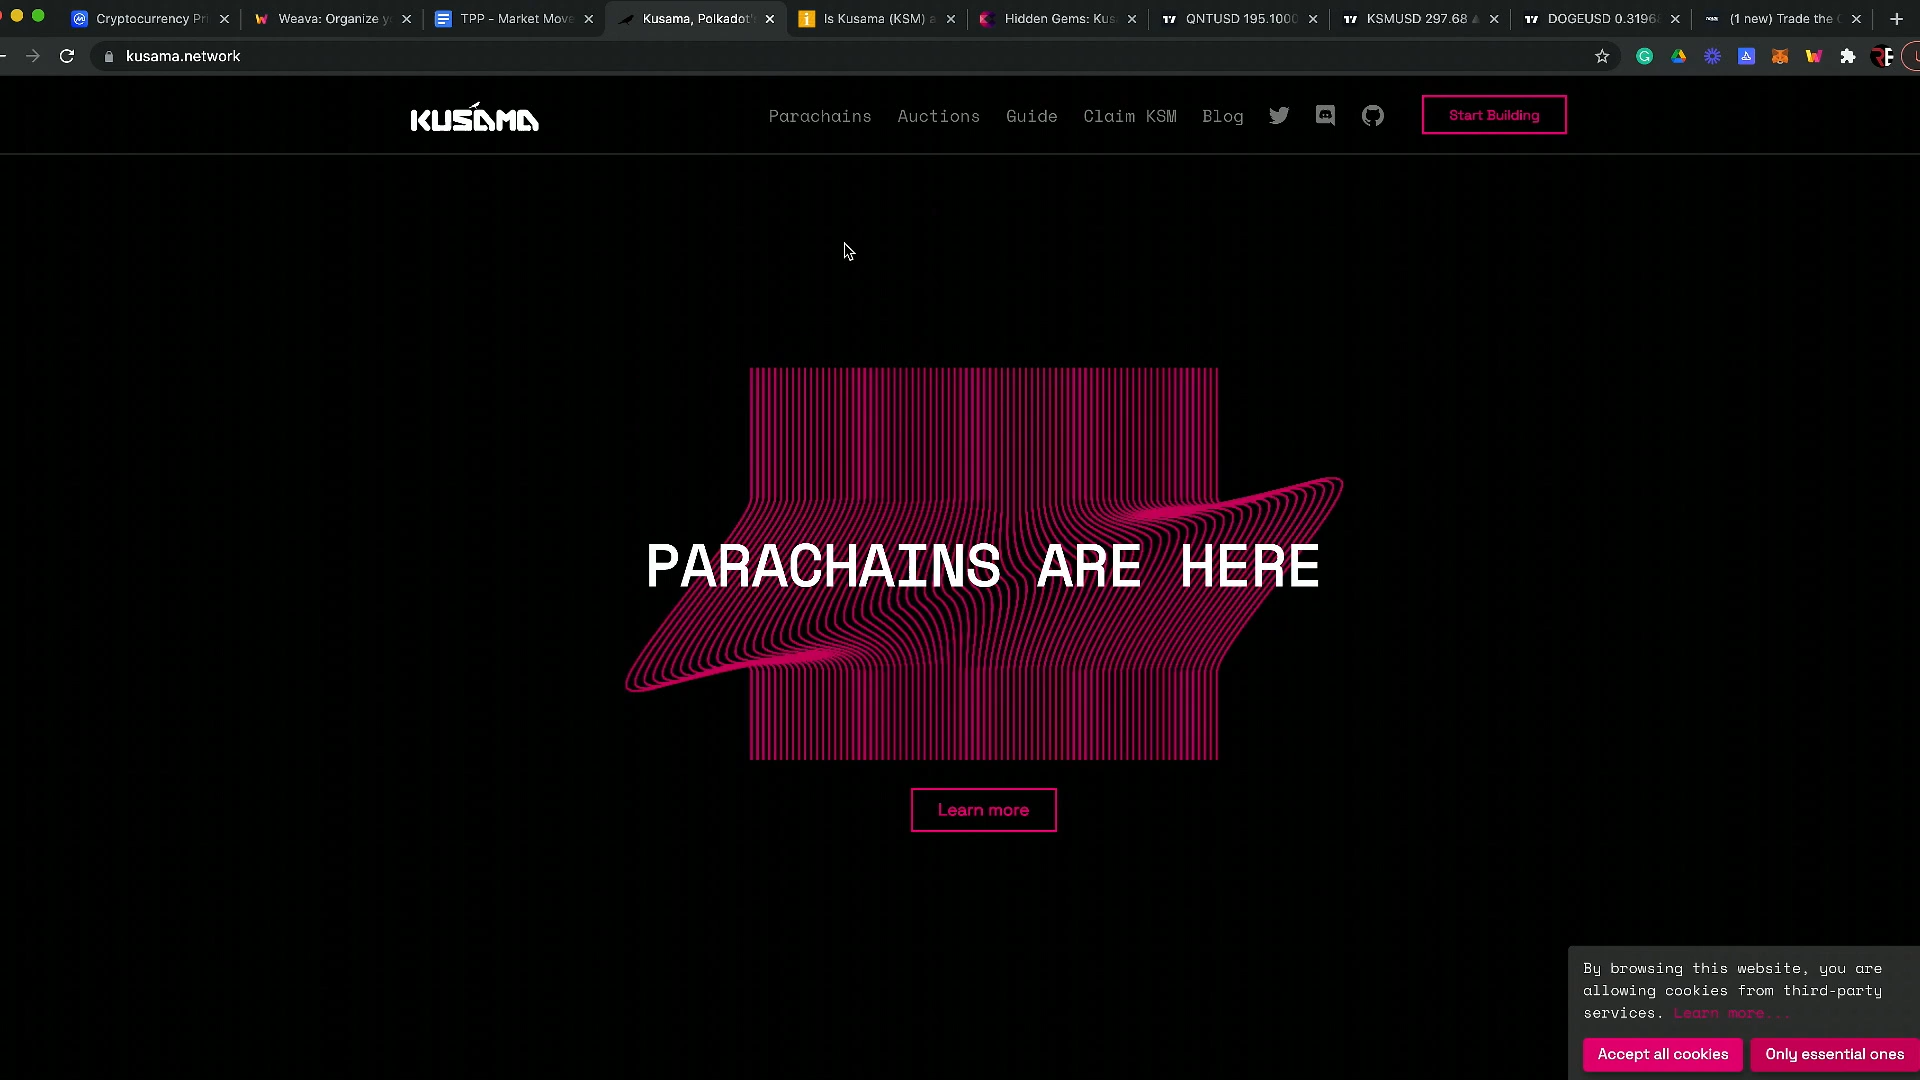 Cryptocurrency Pri
Weava: Organize y
TPP - Market Move
Kusama, Polkadot'
Is Kusama (KSM) a
Hidden Gems: Kus
QNTUSD 195.1000
KSMUSD 297.68
DOGEUSD 0.3196
(1 new) Trade the
kusama.network
KUSAMA
Parachains
Auctions
Guide
Claim KSM
Blog
Start Building
PARACHAINS ARE HERE
Learn more
By browsing this website, you are
allowing cookies from third-party
services. Learn more...
Accept all cookies
Only essential ones